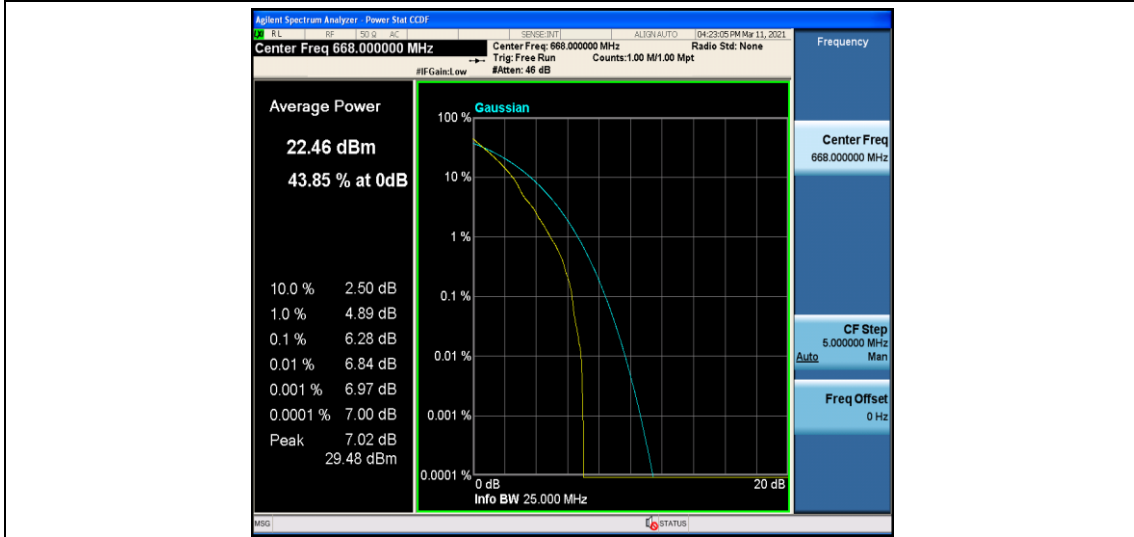 Agilent Spectrum Analyzer - Power Stat CCDF
LXI RL RF 50 Ω AC SENSE:INT ALIGN AUTO 04:23:05 PM Mar 11, 2021
Center Freq 668.000000 MHz
Center Freq: 668.000000 MHz Radio Std: None
Trig: Free Run Counts:1.00 M/1.00 Mpt
#IFGain:Low #Atten: 46 dB
Frequency
Average Power
22.46 dBm
43.85 % at 0dB
10.0 % 2.50 dB
1.0 % 4.89 dB
0.1 % 6.28 dB
0.01 % 6.84 dB
0.001 % 6.97 dB
0.0001 % 7.00 dB
Peak 7.02 dB
29.48 dBm
Gaussian
100 %
10 %
1 %
0.1 %
0.01 %
0.001 %
0.0001 %
0 dB 20 dB
Info BW 25.000 MHz
Center Freq
668.000000 MHz
CF Step
5.000000 MHz
Auto Man
Freq Offset
0 Hz
MSG STATUS